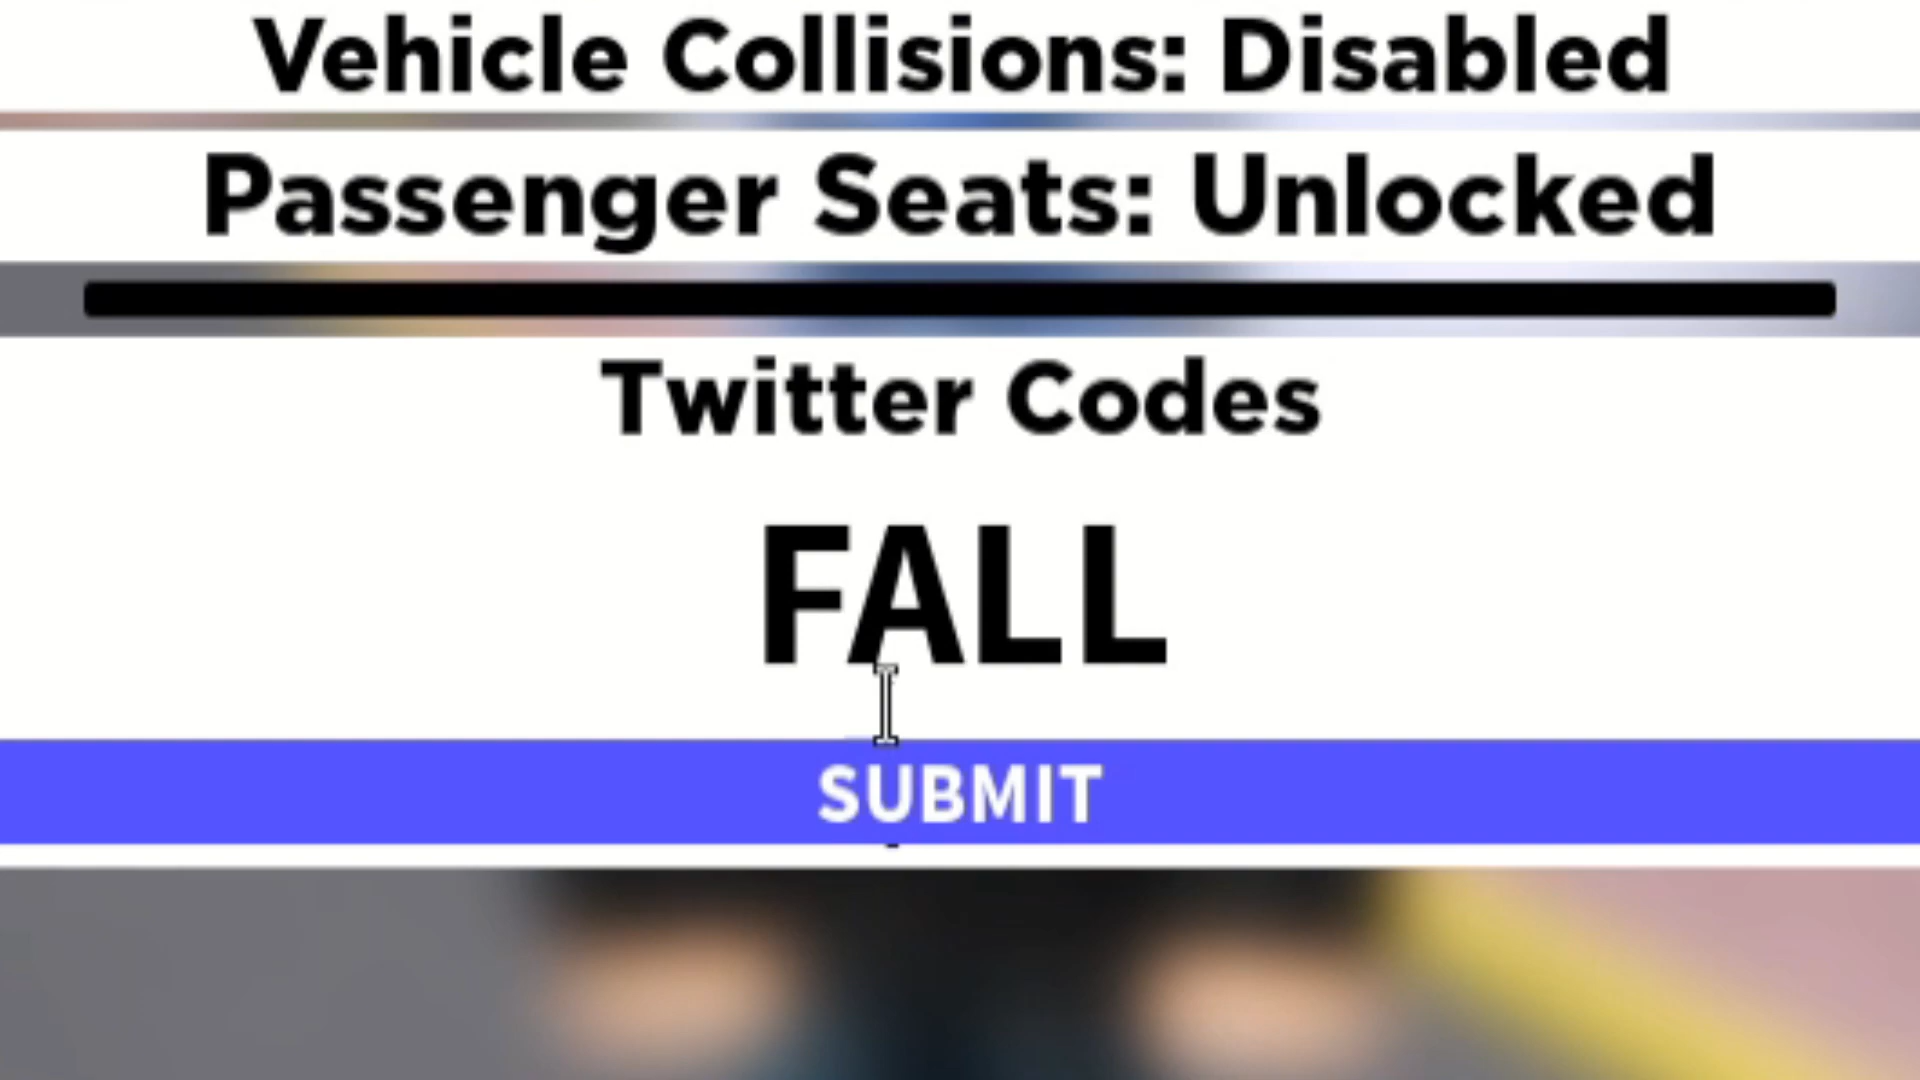 Vehicle Collisions: Disabled
Passenger Seats: Unlocked
Twitter Codes
FALL
SUBMIT